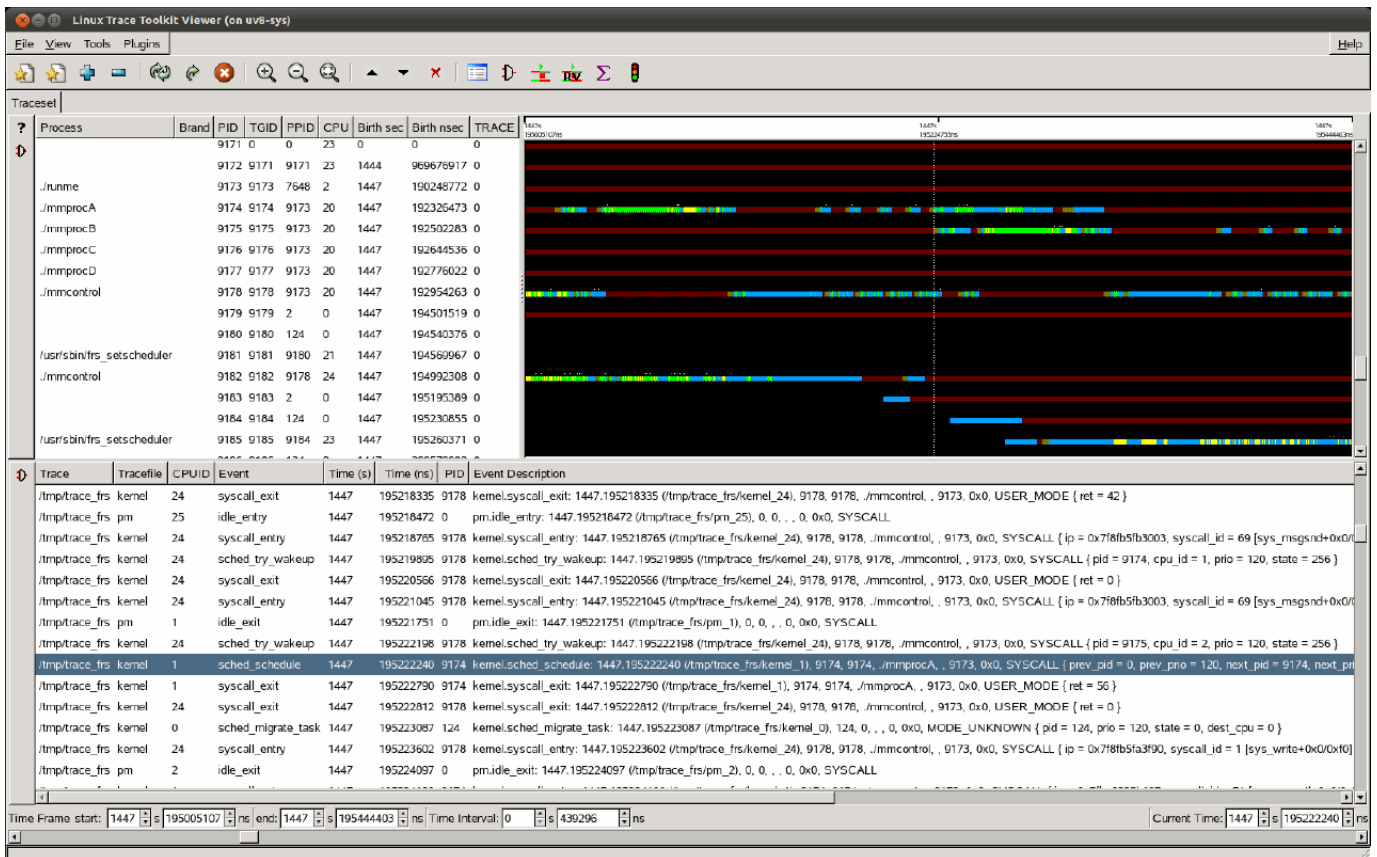 Linux Trace Toolkit Viewer (on uv8-sys)
File View Tools Plugins Help
Traceset
? Process Brand PID TGID PPID CPU Birth sec Birth nsec TRACE 1447s 1447s 1447s
195005107ns 195224755ns 195444403ns
9171 0 0 23 0 0 0
9172 9171 9171 23 1444 969676917 0
./runme 9173 9173 7648 2 1447 190248772 0
./mmprocA 9174 9174 9173 20 1447 192326473 0
./mmprocB 9175 9175 9173 20 1447 192502283 0
./mmprocC 9176 9176 9173 20 1447 192644536 0
./mmprocD 9177 9177 9173 20 1447 192776022 0
./mmcontrol 9178 9178 9173 20 1447 192954263 0
9179 9179 2 0 1447 194501519 0
9180 9180 124 0 1447 194540376 0
/usr/sbin/frs_setscheduler 9181 9181 9180 21 1447 194569967 0
./mmcontrol 9182 9182 9178 24 1447 194992308 0
9183 9183 2 0 1447 195195389 0
9184 9184 124 0 1447 195230855 0
/usr/sbin/frs_setscheduler 9185 9185 9184 23 1447 195260371 0
Trace Tracefile CPUID Event Time (s) Time (ns) PID Event Description
/tmp/trace_frs kernel 24 syscall_exit 1447 195218335 9178 kernel.syscall_exit: 1447.195218335 (/tmp/trace_frs/kernel_24), 9178, 9178, ./mmcontrol, , 9173, 0x0, USER_MODE { ret = 42 }
/tmp/trace_frs pm 25 idle_entry 1447 195218472 0 pm.idle_entry: 1447.195218472 (/tmp/trace_frs/pm_25), 0, 0, , , 0, 0x0, SYSCALL
/tmp/trace_frs kernel 24 syscall_entry 1447 195218765 9178 kernel.syscall_entry: 1447.195218765 (/tmp/trace_frs/kernel_24), 9178, 9178, ./mmcontrol, , 9173, 0x0, SYSCALL { ip = 0x7f8fb5fb3003, syscall_id = 69 [sys_msgsnd+0x0/0
/tmp/trace_frs kernel 24 sched_try_wakeup 1447 195219895 9178 kernel.sched_try_wakeup: 1447.195219895 (/tmp/trace_frs/kernel_24), 9178, 9178, ./mmcontrol, , 9173, 0x0, SYSCALL { pid = 9174, cpu_id = 1, prio = 120, state = 256 }
/tmp/trace_frs kernel 24 syscall_exit 1447 195220566 9178 kernel.syscall_exit: 1447.195220566 (/tmp/trace_frs/kernel_24), 9178, 9178, ./mmcontrol, , 9173, 0x0, USER_MODE { ret = 0 }
/tmp/trace_frs kernel 24 syscall_entry 1447 195221045 9178 kernel.syscall_entry: 1447.195221045 (/tmp/trace_frs/kernel_24), 9178, 9178, ./mmcontrol, , 9173, 0x0, SYSCALL { ip = 0x7f8fb5fb3003, syscall_id = 69 [sys_msgsnd+0x0/0
/tmp/trace_frs pm 1 idle_exit 1447 195221751 0 pm.idle_exit: 1447.195221751 (/tmp/trace_frs/pm_1), 0, 0, , , 0, 0x0, SYSCALL
/tmp/trace_frs kernel 24 sched_try_wakeup 1447 195222198 9178 kernel.sched_try_wakeup: 1447.195222198 (/tmp/trace_frs/kernel_24), 9178, 9178, ./mmcontrol, , 9173, 0x0, SYSCALL { pid = 9175, cpu_id = 2, prio = 120, state = 256 }
/tmp/trace_frs kernel 1 sched_schedule 1447 195222240 9174 kernel.sched_schedule: 1447.195222240 (/tmp/trace_frs/kernel_1), 9174, 9174, ./mmprocA, , 9173, 0x0, SYSCALL { prev_pid = 0, prev_prio = 120, next_pid = 9174, next_pri
/tmp/trace_frs kernel 1 syscall_exit 1447 195222790 9174 kernel.syscall_exit: 1447.195222790 (/tmp/trace_frs/kernel_1), 9174, 9174, ./mmprocA, , 9173, 0x0, USER_MODE { ret = 56 }
/tmp/trace_frs kernel 24 syscall_exit 1447 195222812 9178 kernel.syscall_exit: 1447.195222812 (/tmp/trace_frs/kernel_24), 9178, 9178, ./mmcontrol, , 9173, 0x0, USER_MODE { ret = 0 }
/tmp/trace_frs kernel 0 sched_migrate_task 1447 195223087 124 kernel.sched_migrate_task: 1447.195223087 (/tmp/trace_frs/kernel_0), 124, 0, , , 0, 0x0, MODE_UNKNOWN { pid = 124, prio = 120, state = 0, dest_cpu = 0 }
/tmp/trace_frs kernel 24 syscall_entry 1447 195223602 9178 kernel.syscall_entry: 1447.195223602 (/tmp/trace_frs/kernel_24), 9178, 9178, ./mmcontrol, , 9173, 0x0, SYSCALL { ip = 0x7f8fb5fa3f90, syscall_id = 1 [sys_write+0x0/0xf0]
/tmp/trace_frs pm 2 idle_exit 1447 195224097 0 pm.idle_exit: 1447.195224097 (/tmp/trace_frs/pm_2), 0, 0, , , 0, 0x0, SYSCALL
Time Frame start: 1447 s 195005107 ns end: 1447 s 195444403 ns Time Interval: 0 s 439296 ns Current Time: 1447 s 195222240 ns